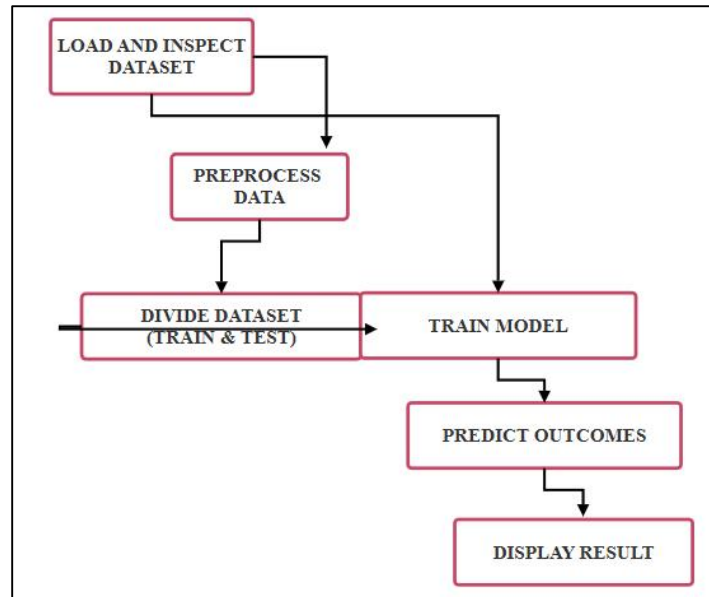 LOAD AND INSPECT
DATASET
PREPROCESS
DATA
DIVIDE DATASET
(TRAIN & TEST)
TRAIN MODEL
PREDICT OUTCOMES
DISPLAY RESULT